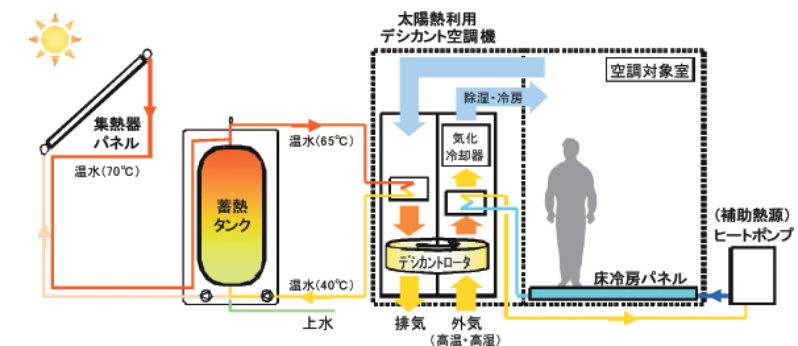 太陽熱利用
デシカント空調機
空調対象室
除湿・冷房
集熱器
パネル
温水(65℃)
気化
冷却器
温水(70℃)
蓄熱
タンク
(補助熱源)
ヒートポンプ
デシカントロータ
床冷房パネル
温水(40℃)
上水
排気
外気
(高温・高湿)